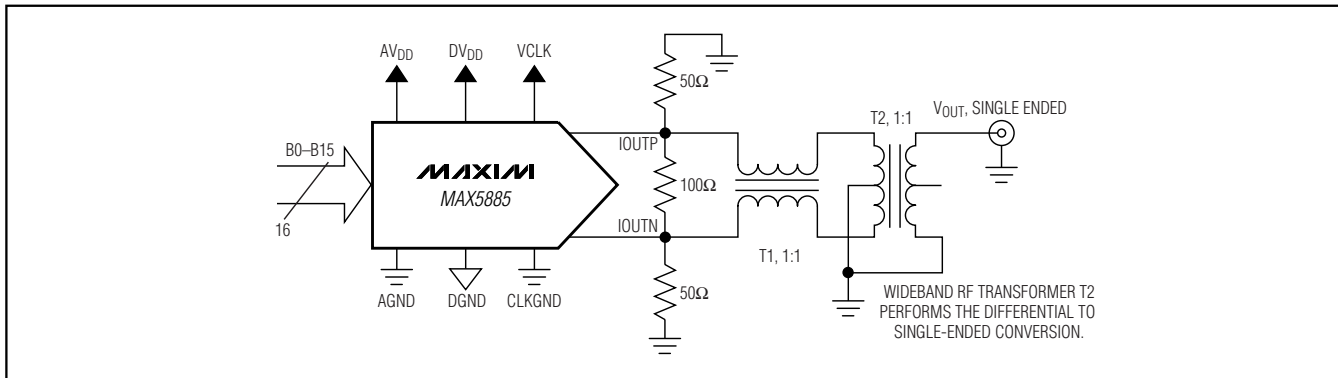 AVDD DVDD VCLK
50Ω
VOUT, SINGLE ENDED
T2, 1:1
IOUTP
B0–B15
MAXIM
MAX5885
100Ω
16
IOUTN
T1, 1:1
50Ω
AGND DGND CLKGND
WIDEBAND RF TRANSFORMER T2
PERFORMS THE DIFFERENTIAL TO
SINGLE-ENDED CONVERSION.